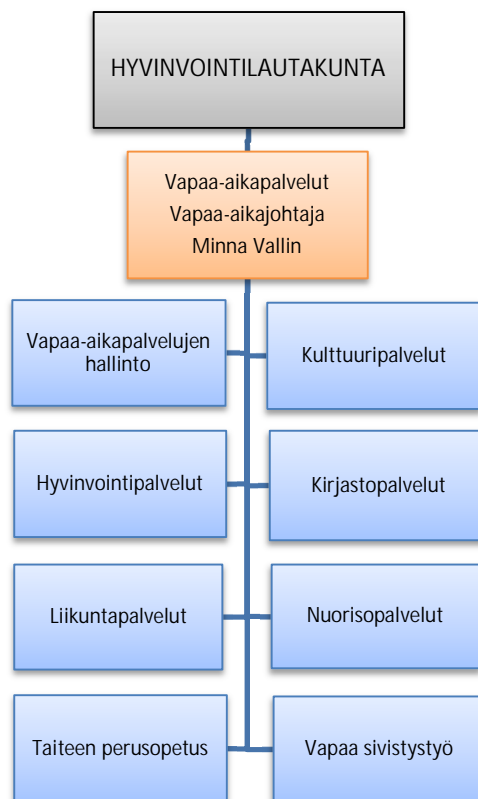 HYVINVOINTILAUTAKUNTA
Vapaa-aikapalvelut
Vapaa-aikajohtaja
Minna Vallin
Vapaa-aikapalvelujen
hallinto
Kulttuuripalvelut
Hyvinvointipalvelut
Kirjastopalvelut
Liikuntapalvelut
Nuorisopalvelut
Taiteen perusopetus
Vapaa sivistystyö